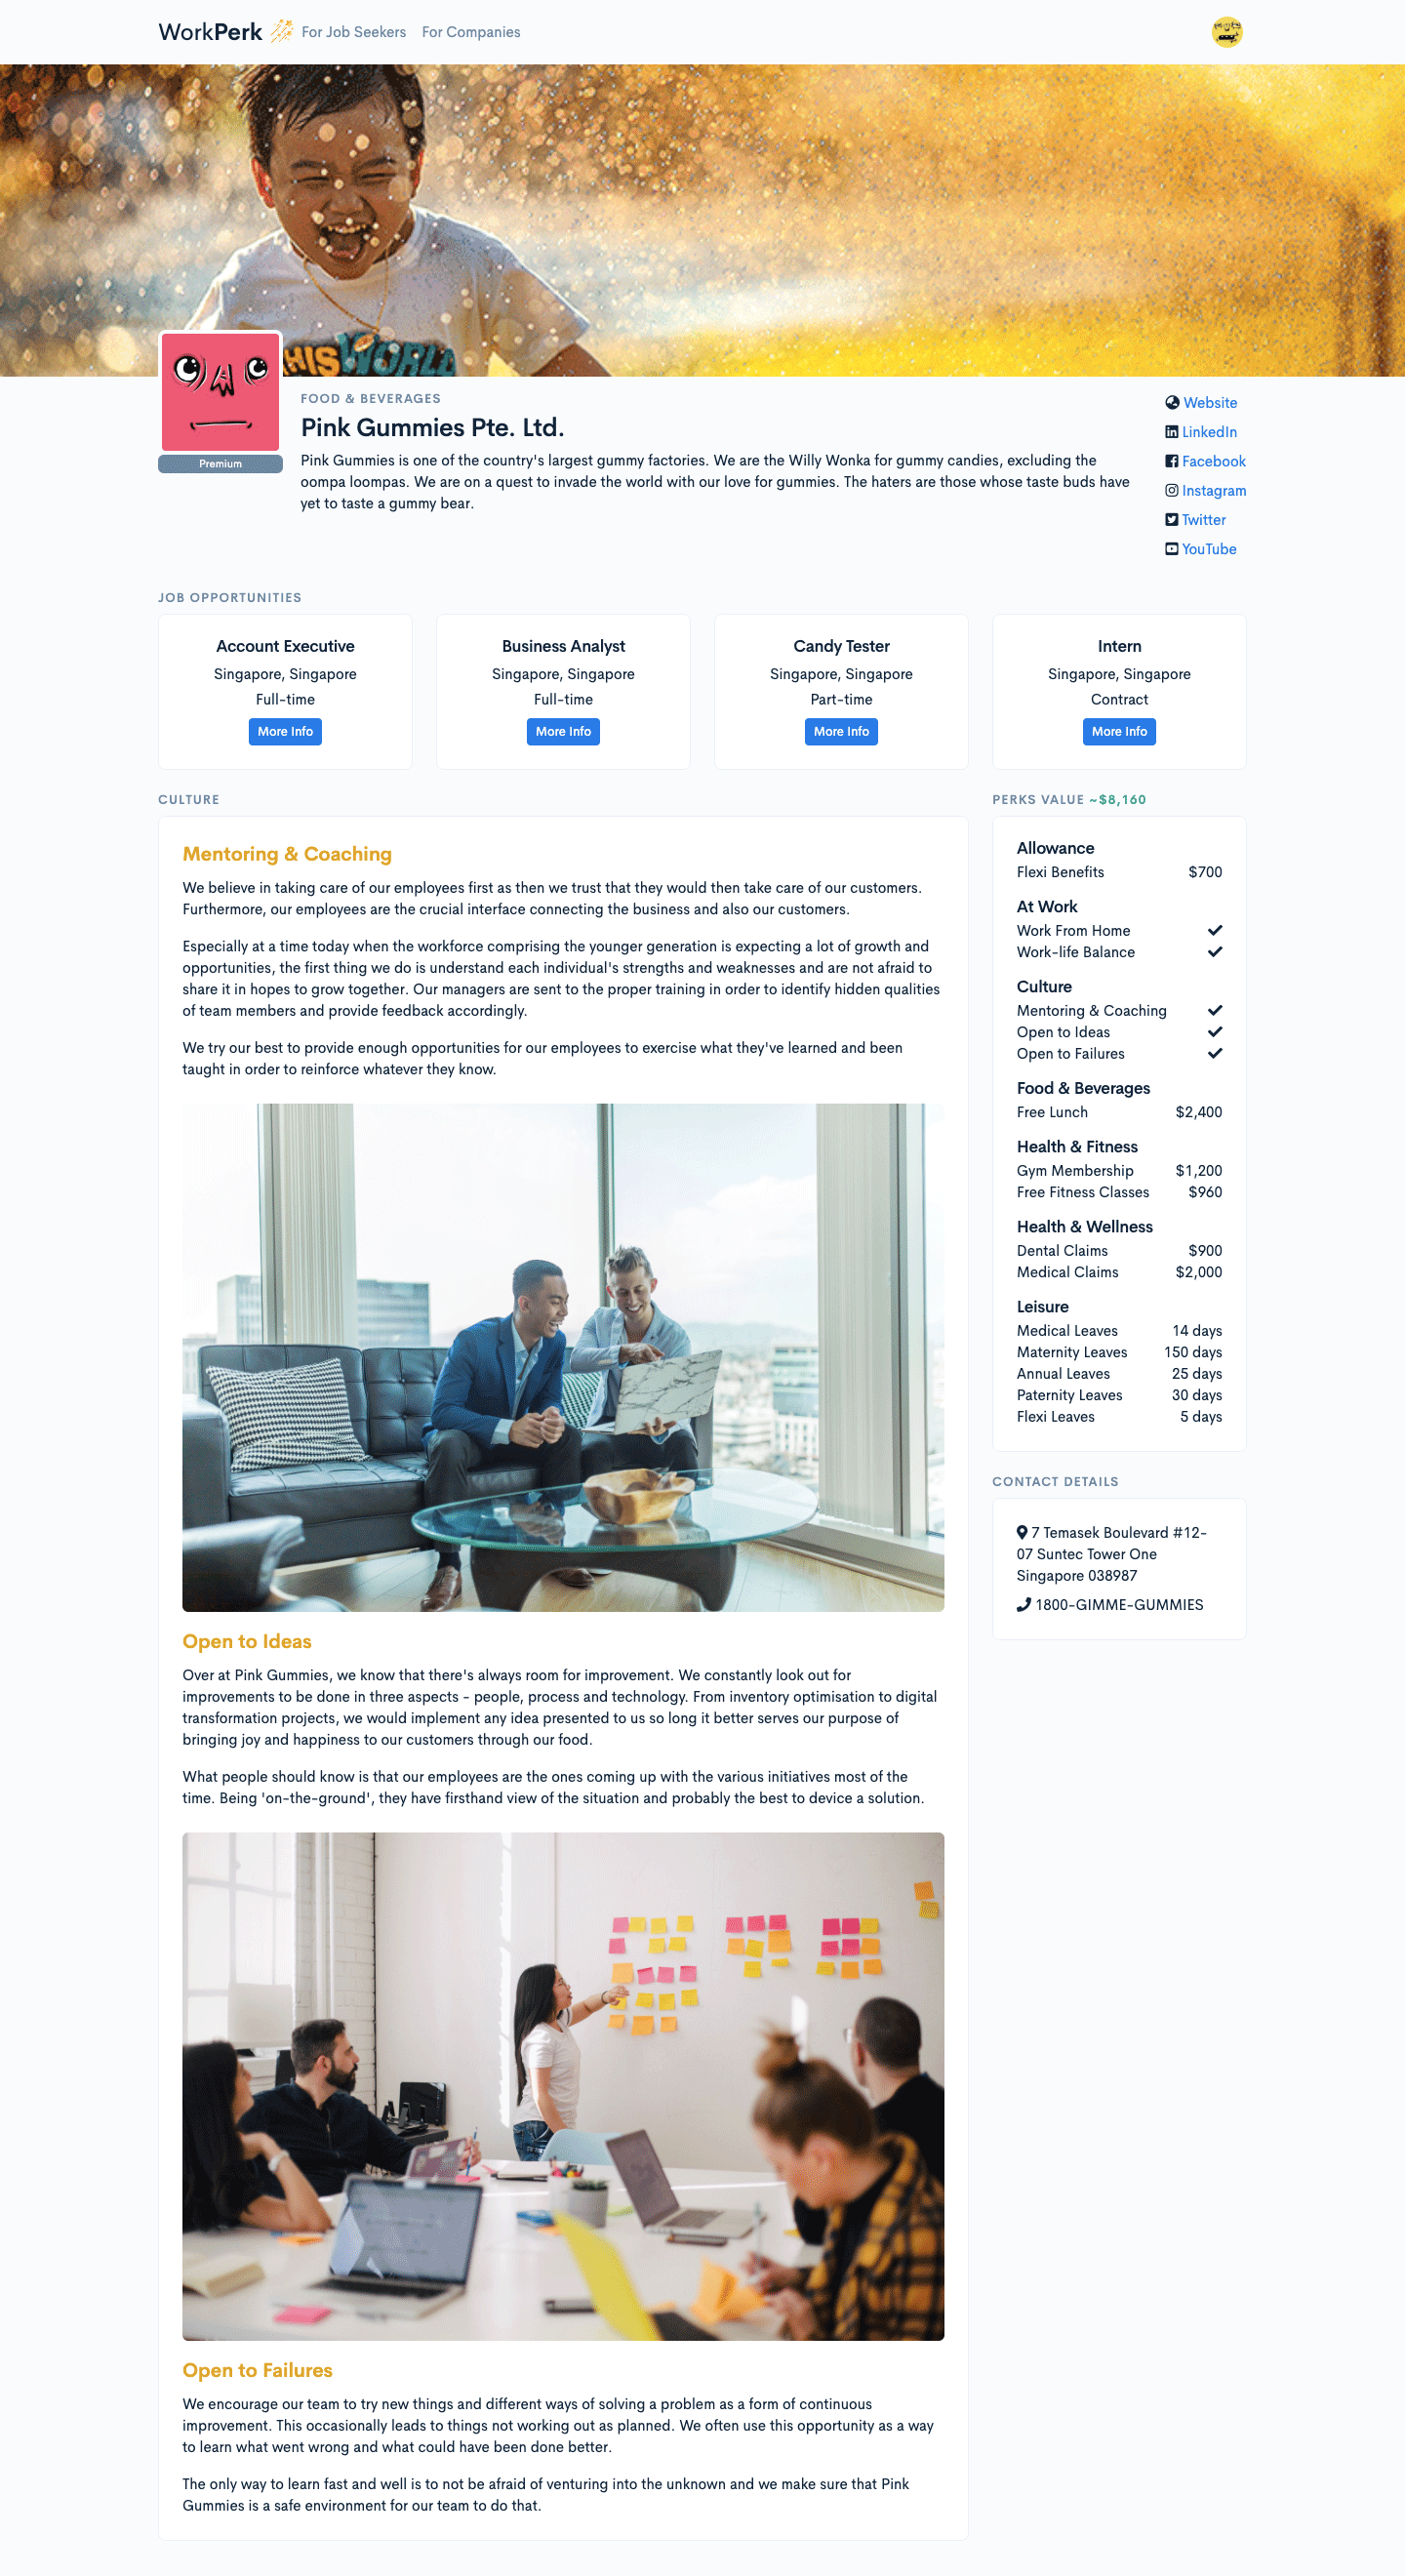 WorkPerk For Job Seekers For Companies
HIS WORLD
Premium
FOOD & BEVERAGES
Pink Gummies Pte. Ltd.
Pink Gummies is one of the country's largest gummy factories. We are the Willy Wonka for gummy candies, excluding the
oompa loompas. We are on a quest to invade the world with our love for gummies. The haters are those whose taste buds have
yet to taste a gummy bear.
Website
LinkedIn
Facebook
Instagram
Twitter
YouTube
JOB OPPORTUNITIES
Account Executive
Singapore, Singapore
Full-time
More Info
Business Analyst
Singapore, Singapore
Full-time
More Info
Candy Tester
Singapore, Singapore
Part-time
More Info
Intern
Singapore, Singapore
Contract
More Info
CULTURE
Mentoring & Coaching
We believe in taking care of our employees first as then we trust that they would then take care of our customers.
Furthermore, our employees are the crucial interface connecting the business and also our customers.
Especially at a time today when the workforce comprising the younger generation is expecting a lot of growth and
opportunities, the first thing we do is understand each individual's strengths and weaknesses and are not afraid to
share it in hopes to grow together. Our managers are sent to the proper training in order to identify hidden qualities
of team members and provide feedback accordingly.
We try our best to provide enough opportunities for our employees to exercise what they've learned and been
taught in order to reinforce whatever they know.
Open to Ideas
Over at Pink Gummies, we know that there's always room for improvement. We constantly look out for
improvements to be done in three aspects - people, process and technology. From inventory optimisation to digital
transformation projects, we would implement any idea presented to us so long it better serves our purpose of
bringing joy and happiness to our customers through our food.
What people should know is that our employees are the ones coming up with the various initiatives most of the
time. Being 'on-the-ground', they have firsthand view of the situation and probably the best to device a solution.
Open to Failures
We encourage our team to try new things and different ways of solving a problem as a form of continuous
improvement. This occasionally leads to things not working out as planned. We often use this opportunity as a way
to learn what went wrong and what could have been done better.
The only way to learn fast and well is to not be afraid of venturing into the unknown and we make sure that Pink
Gummies is a safe environment for our team to do that.
PERKS VALUE ~$8,160
Allowance
Flexi Benefits $700
At Work
Work From Home
Work-life Balance
Culture
Mentoring & Coaching
Open to Ideas
Open to Failures
Food & Beverages
Free Lunch $2,400
Health & Fitness
Gym Membership $1,200
Free Fitness Classes $960
Health & Wellness
Dental Claims $900
Medical Claims $2,000
Leisure
Medical Leaves 14 days
Maternity Leaves 150 days
Annual Leaves 25 days
Paternity Leaves 30 days
Flexi Leaves 5 days
CONTACT DETAILS
7 Temasek Boulevard #12-
07 Suntec Tower One
Singapore 038987
1800-GIMME-GUMMIES